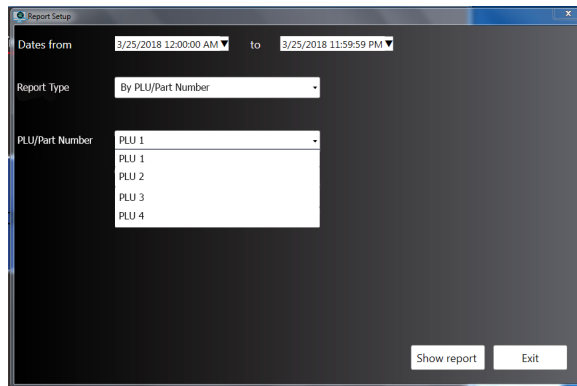 Report Setup
x
Dates from 3/25/2018 12:00:00 AM ▼ to 3/25/2018 11:59:59 PM ▼
Report Type By PLU/Part Number
PLU/Part Number PLU 1
PLU 1
PLU 2
PLU 3
PLU 4
Show report Exit